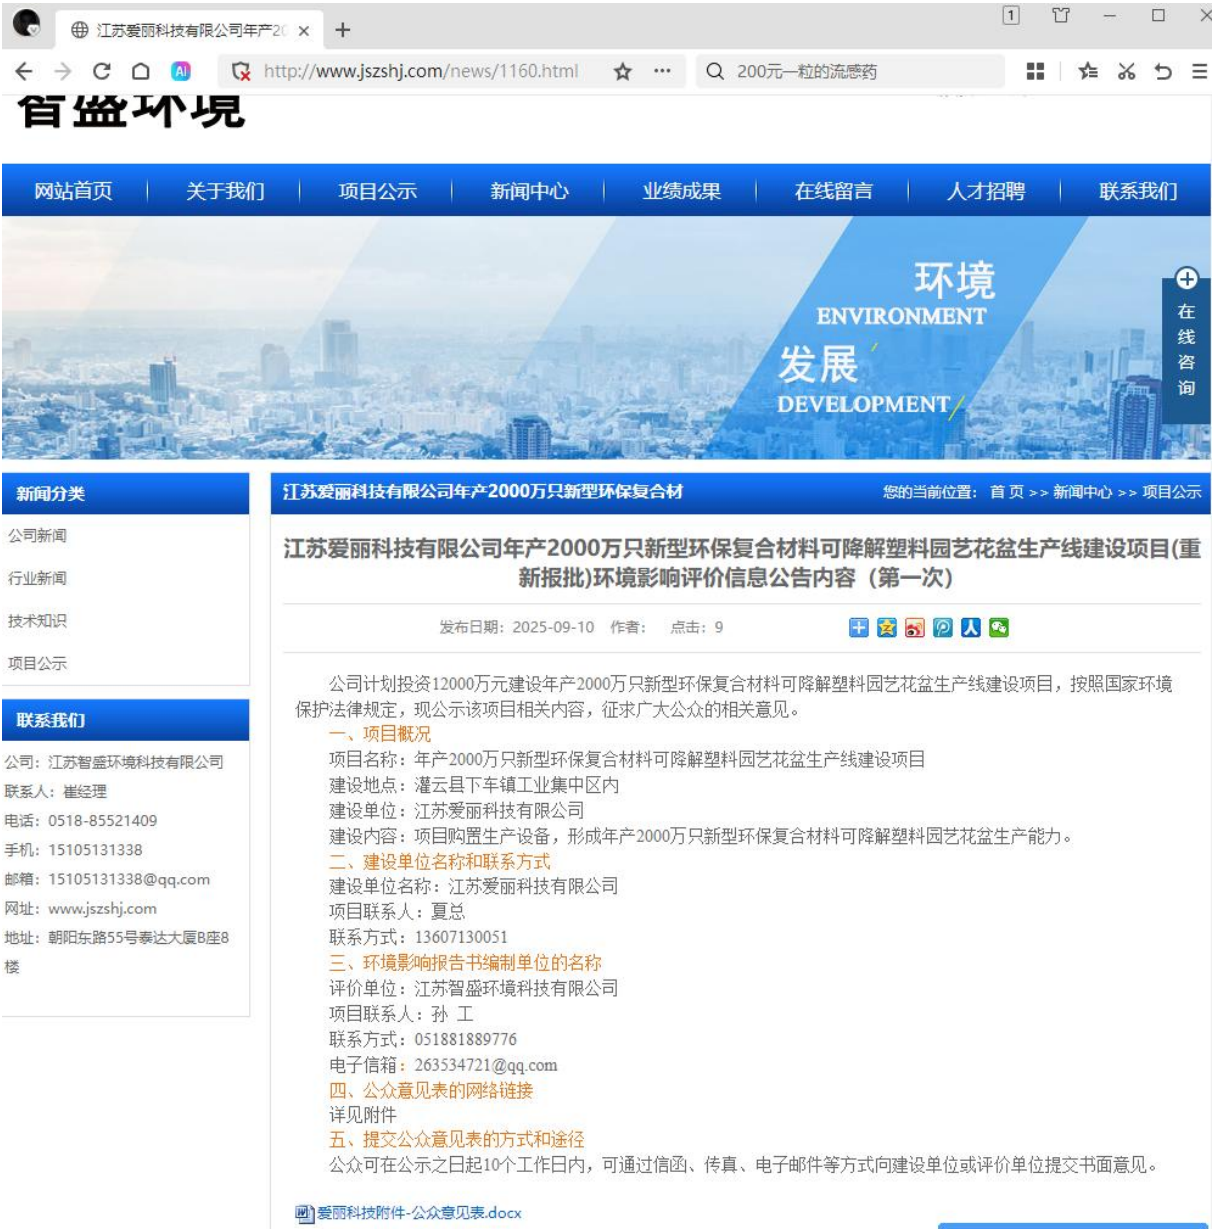 江苏爱丽科技有限公司年产20
1
http://www.jszshj.com/news/1160.html
200元一粒的流感药
智盛环境
网站首页 关于我们 项目公示 新闻中心 业绩成果 在线留言 人才招聘 联系我们
环境
ENVIRONMENT
发展
DEVELOPMENT
在线咨询
新闻分类
公司新闻
行业新闻
技术知识
项目公示
联系我们
公司：江苏智盛环境科技有限公司
联系人：崔经理
电话：0518-85521409
手机：15105131338
邮箱：15105131338@qq.com
网址：www.jszshj.com
地址：朝阳东路55号泰达大厦B座8
楼
江苏爱丽科技有限公司年产2000万只新型环保复合材 您的当前位置：首 页 >> 新闻中心 >> 项目公示
江苏爱丽科技有限公司年产2000万只新型环保复合材料可降解塑料园艺花盆生产线建设项目(重
新报批)环境影响评价信息公告内容（第一次）
发布日期：2025-09-10 作者： 点击：9
公司计划投资12000万元建设年产2000万只新型环保复合材料可降解塑料园艺花盆生产线建设项目，按照国家环境
保护法律规定，现公示该项目相关内容，征求广大公众的相关意见。
一、项目概况
项目名称：年产2000万只新型环保复合材料可降解塑料园艺花盆生产线建设项目
建设地点：灌云县下车镇工业集中区内
建设单位：江苏爱丽科技有限公司
建设内容：项目购置生产设备，形成年产2000万只新型环保复合材料可降解塑料园艺花盆生产能力。
二、建设单位名称和联系方式
建设单位名称：江苏爱丽科技有限公司
项目联系人：夏总
联系方式：13607130051
三、环境影响报告书编制单位的名称
评价单位：江苏智盛环境科技有限公司
项目联系人：孙 工
联系方式：051881889776
电子信箱：263534721@qq.com
四、公众意见表的网络链接
详见附件
五、提交公众意见表的方式和途径
公众可在公示之日起10个工作日内，可通过信函、传真、电子邮件等方式向建设单位或评价单位提交书面意见。
爱丽科技附件-公众意见表.docx